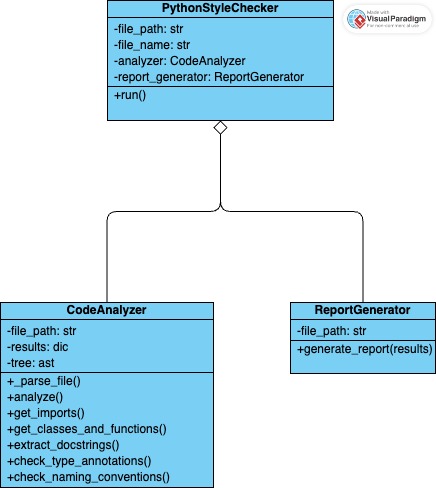 PythonStyleChecker
-file_path: str
-file_name: str
-analyzer: CodeAnalyzer
-report_generator: ReportGenerator
+run()
Made with
Visual Paradigm
For non-commercial use
CodeAnalyzer
-file_path: str
-results: dic
-tree: ast
+_parse_file()
+analyze()
+get_imports()
+get_classes_and_functions()
+extract_docstrings()
+check_type_annotations()
+check_naming_conventions()
ReportGenerator
-file_path: str
+generate_report(results)